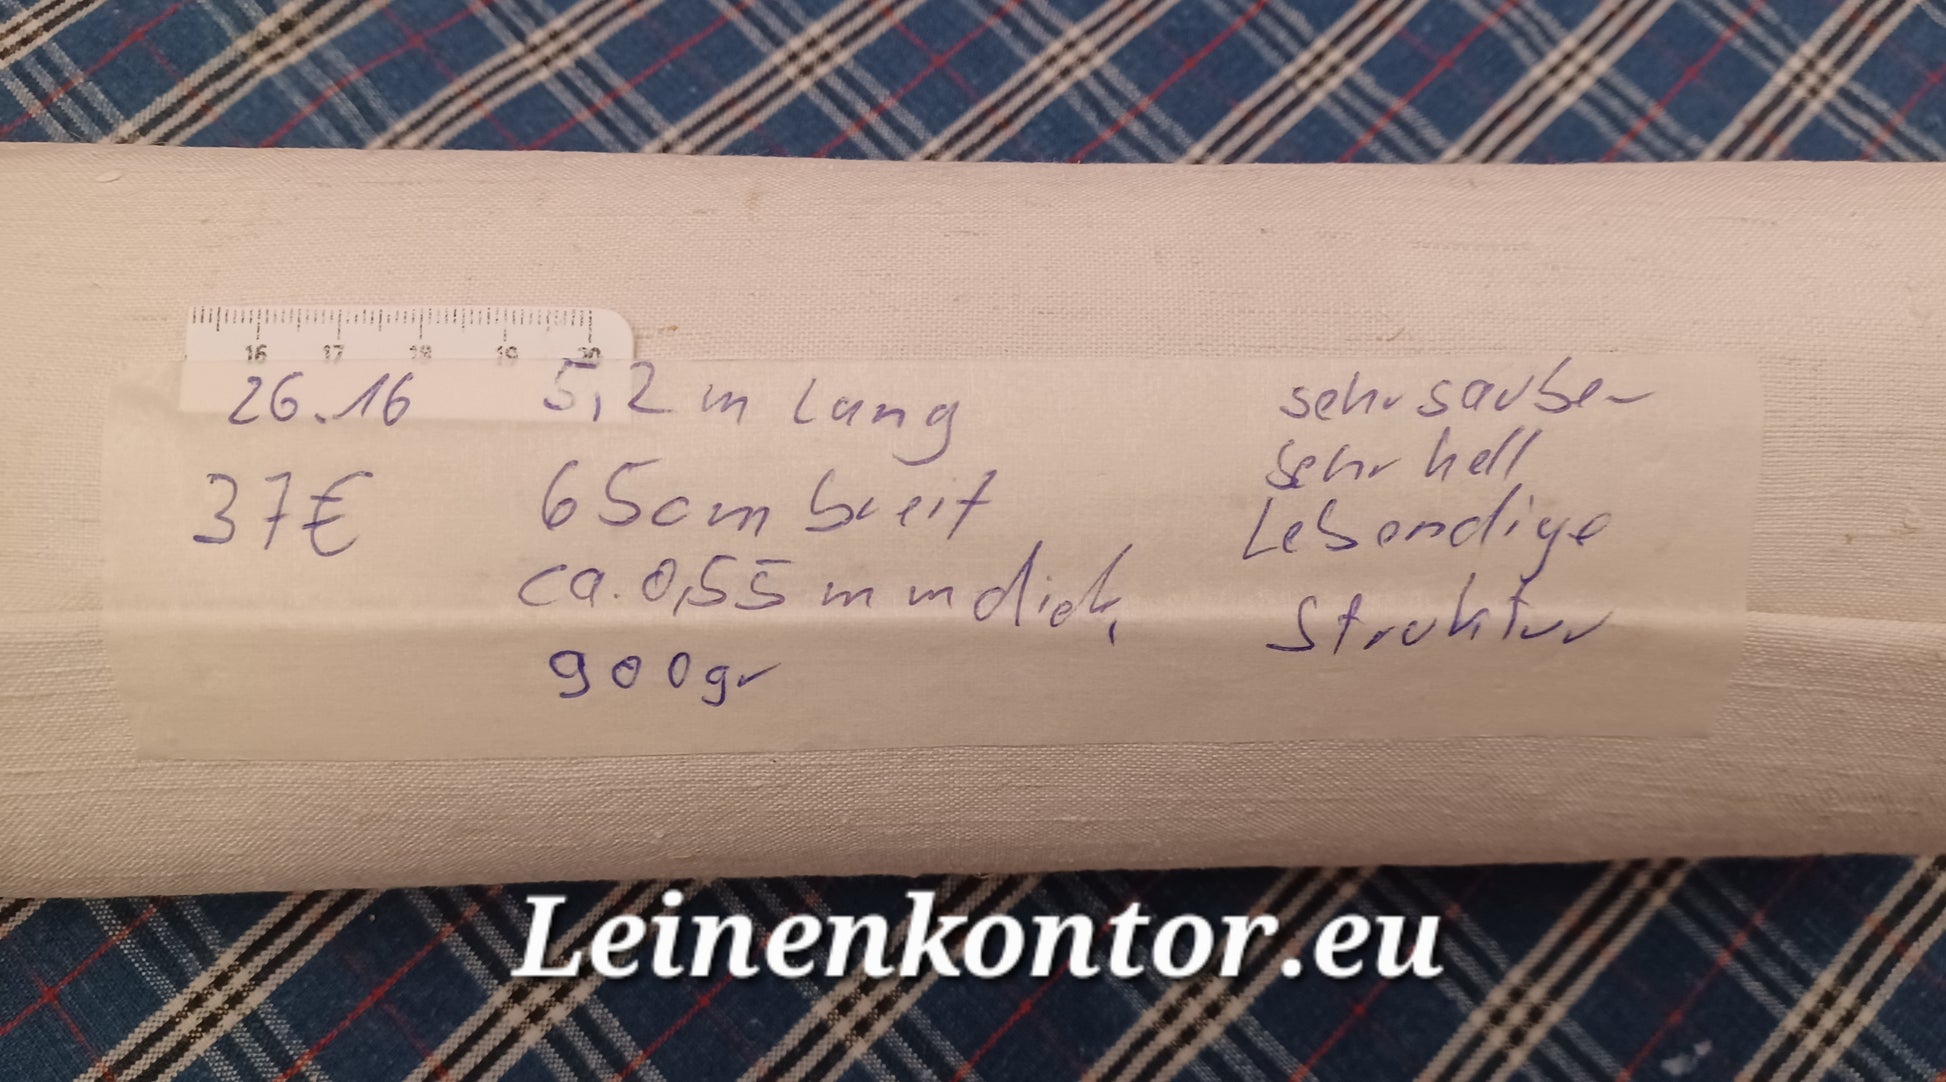 16 17 18 19 20
26.16 5,2 m lang sehr sauber
37€ 65cm breit sehr hell
ca. 0,55 mm dick, Lebendige
900gr Struktur
Leinenkontor.eu